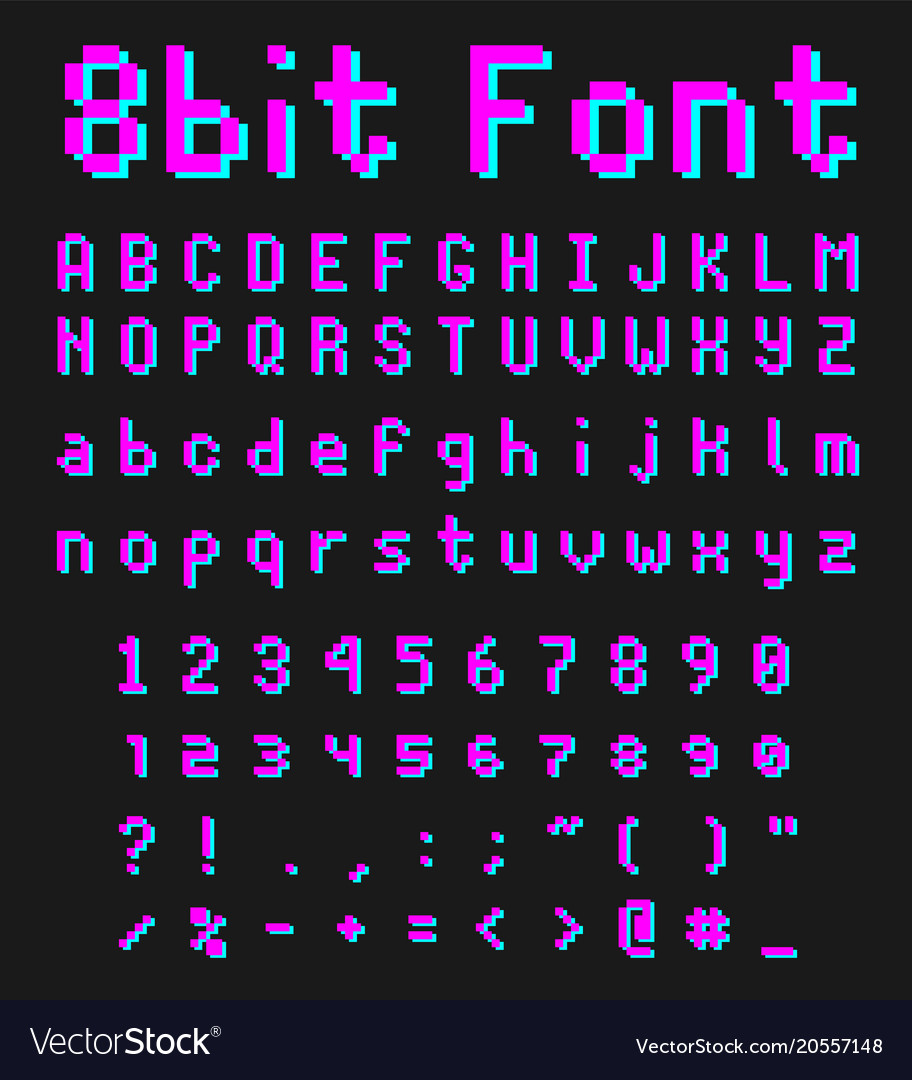 8bit Font
A B C D E F G H I J K L M
N O P Q R S T U V W X Y Z
a b c d e f g h i j k l m
n o p q r s t u v w x y z
1 2 3 4 5 6 7 8 9 0
1 2 3 4 5 6 7 8 9 0
? ! . , : ; ~ ( ) "
/ % - + = < > @ # _
VectorStock® VectorStock.com/20557148